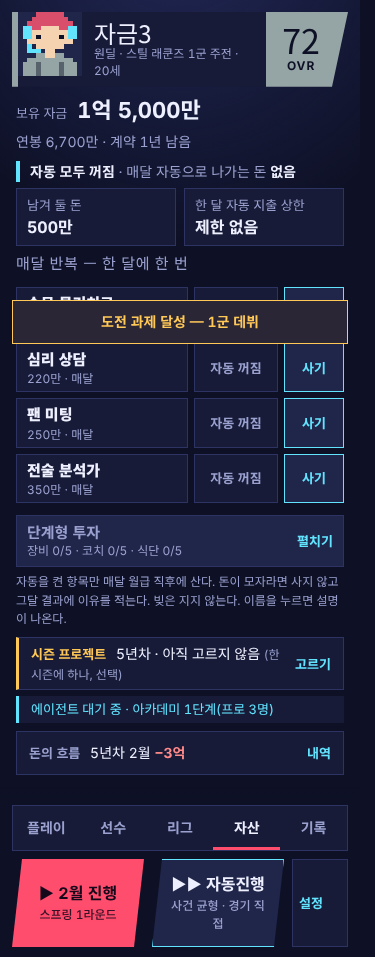 자금3
원딜 · 스틸 래쿤즈 1군 주전 ·
20세
72
OVR
보유 자금 1억 5,000만
연봉 6,700만 · 계약 1년 남음
자동 모두 꺼짐 · 매달 자동으로 나가는 돈 없음
남겨 둘 돈
500만
한 달 자동 지출 상한
제한 없음
매달 반복 — 한 달에 한 번
도전 과제 달성 — 1군 데뷔
심리 상담
220만 · 매달
자동 꺼짐
사기
팬 미팅
250만 · 매달
자동 꺼짐
사기
전술 분석가
350만 · 매달
자동 꺼짐
사기
단계형 투자
장비 0/5 · 코치 0/5 · 식단 0/5
펼치기
자동을 켠 항목만 매달 월급 직후에 산다. 돈이 모자라면 사지 않고
그달 결과에 이유를 적는다. 빚은 지지 않는다. 이름을 누르면 설명
이 나온다.
시즌 프로젝트 5년차 · 아직 고르지 않음 (한
시즌에 하나, 선택)
고르기
에이전트 대기 중 · 아카데미 1단계(프로 3명)
돈의 흐름 5년차 2월 −3억
내역
플레이 선수 리그 자산 기록
▶ 2월 진행
스프링 1라운드
▶▶ 자동진행
사건 균형 · 경기 직
접
설정